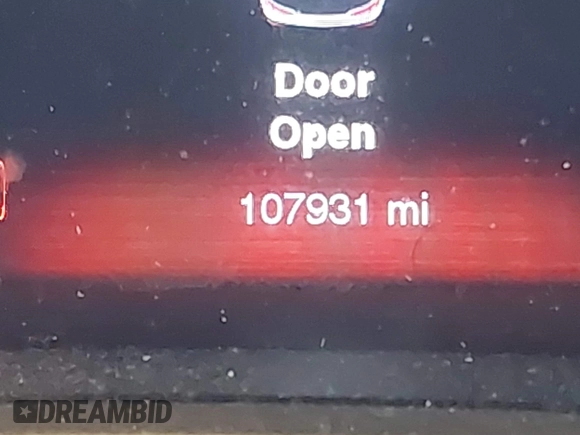 Door
Open
107931 mi
DREAMBID